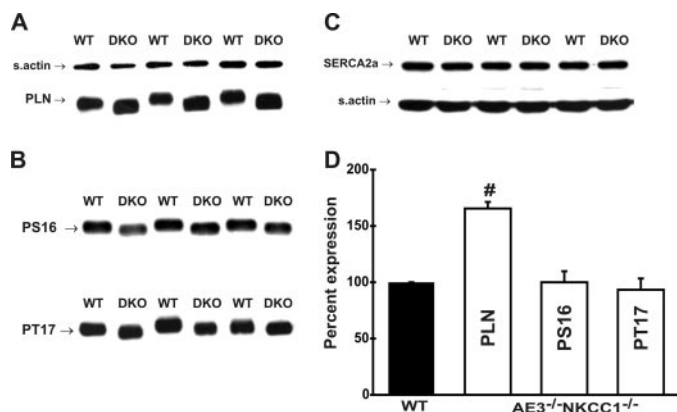 A
WT DKO WT DKO WT DKO
s.actin →
PLN →
B
WT DKO WT DKO WT DKO
PS16 →
WT DKO WT DKO WT DKO
PT17 →
C
WT DKO WT DKO WT DKO
SERCA2a →
s.actin →
D
Percent expression
200
150
100
50
0
#
PLN
PS16
PT17
WT
AE3-/-NKCC1-/-